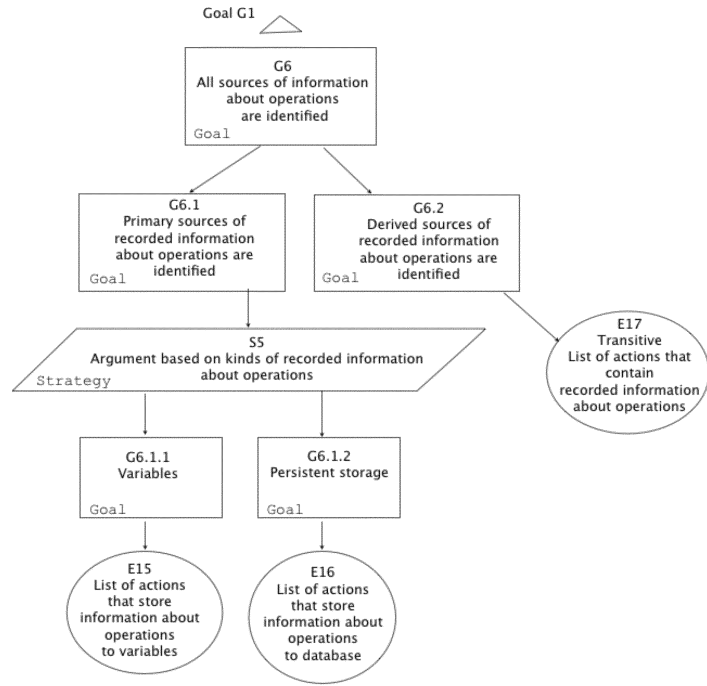 Goal G1
G6
All sources of information
about operations
are identified
Goal
G6.1
Primary sources of
recorded information
about operations are
identified
Goal
G6.2
Derived sources of
recorded information
about operations are
identified
Goal
E17
Transitive
List of actions that
contain
recorded information
about operations
S5
Argument based on kinds of recorded information
about operations
Strategy
G6.1.1
Variables
Goal
G6.1.2
Persistent storage
Goal
E15
List of actions
that store
information about
operations
to variables
E16
List of actions
that store
information about
operations
to database